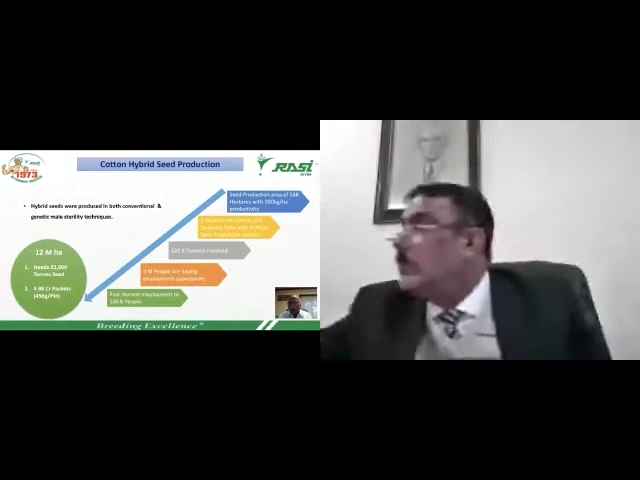 1973
Cotton Hybrid Seed Production
RASI
SEEDS
• Hybrid seeds were produced in both conventional &
genetic male sterility techniques.
Seed Production area of 58K
Hectares with 500kg/ha
productivity
120 K Farmers Involved
3 M People are having
employment opportunity
Post Harvest employment to
100 K People
12 M ha
1. Needs 23,000
Tonnes Seed
2. 4.98 Cr Packets
(450g/Pkt)
Breeding Excellence